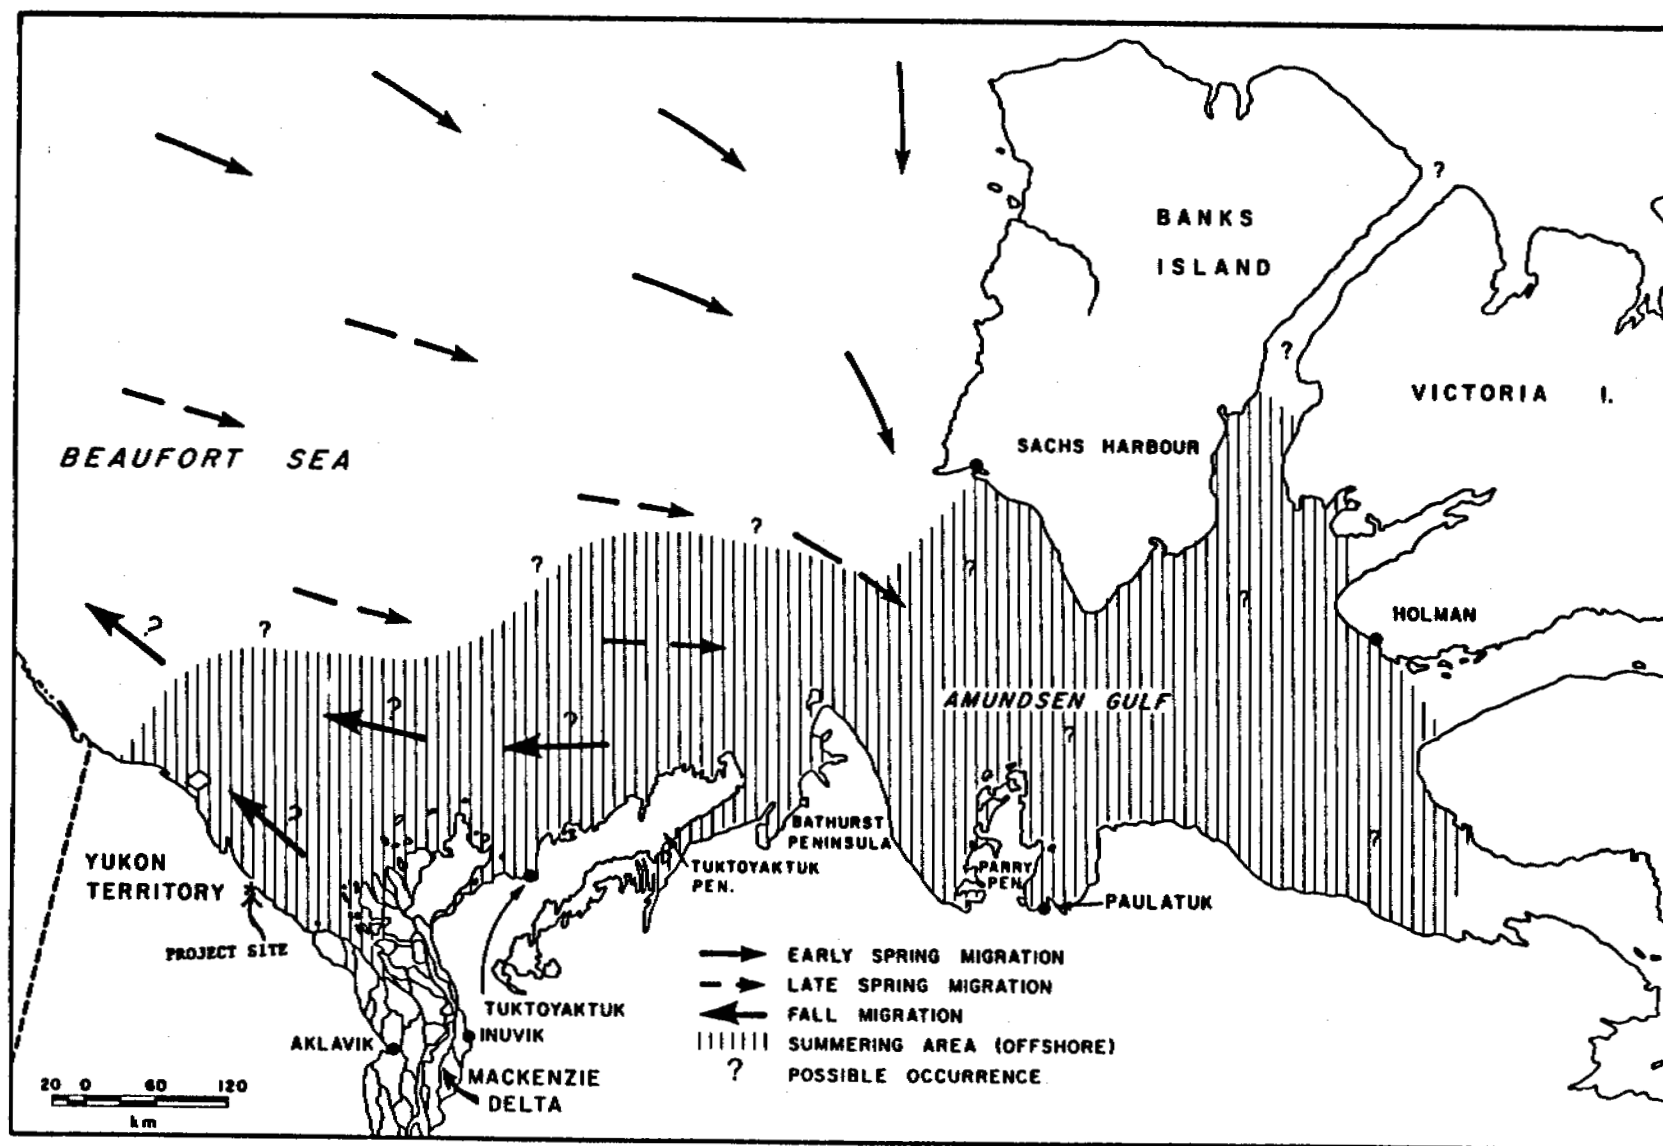 ?
BANKS
ISLAND
?
VICTORIA I.
SACHS HARBOUR
BEAUFORT SEA
?
?
?
?
HOLMAN
?
?
AMUNDSEN GULF
?
?
?
?
?
BATHURST
PENINSULA
YUKON
TERRITORY
TUKTOYAKTUK
PEN.
PARRY
PEN.
PAULATUK
PROJECT SITE
TUKTOYAKTUK
INUVIK
AKLAVIK
MACKENZIE
DELTA
EARLY SPRING MIGRATION
LATE SPRING MIGRATION
FALL MIGRATION
SUMMERING AREA (OFFSHORE)
? POSSIBLE OCCURRENCE
20 0 60 120
km